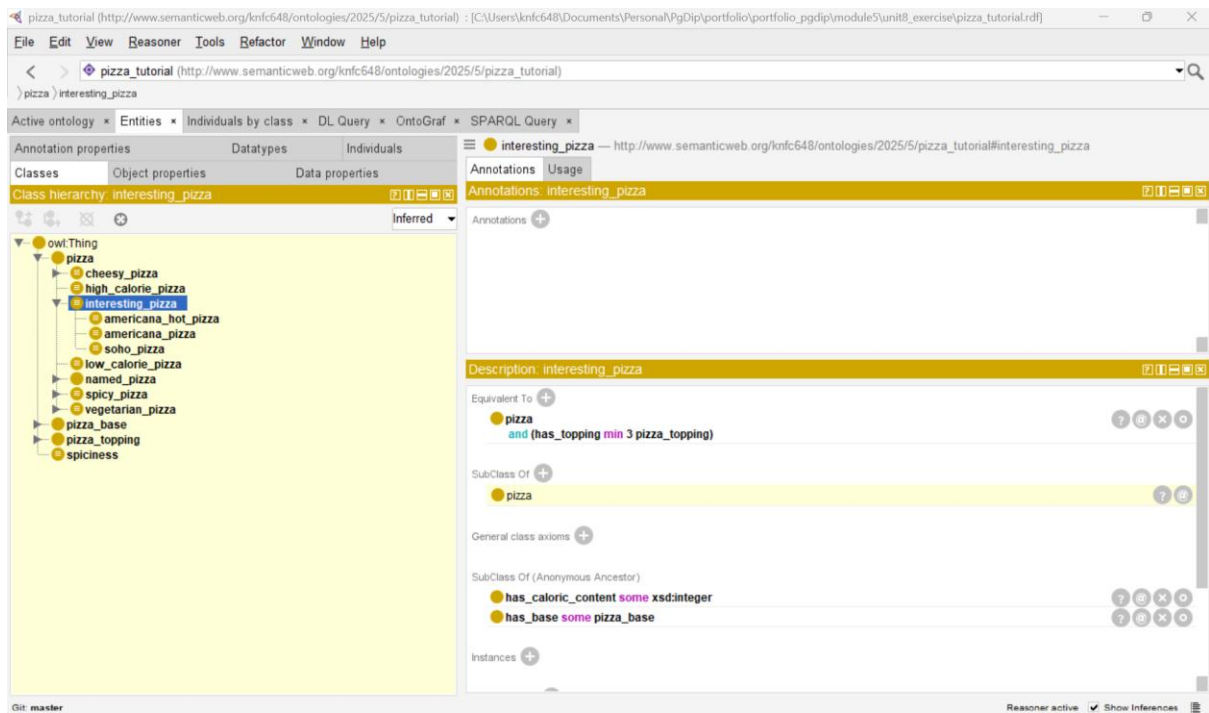 pizza_tutorial (http://www.semanticweb.org/knfc648/ontologies/2025/5/pizza_tutorial) : [C:\Users\knfc648\Documents\Personal\PgDip\portfolio\portfolio_pgdip\module5\unit8_exercise\pizza_tutorial.rdf]
File Edit View Reasoner Tools Refactor Window Help
pizza_tutorial (http://www.semanticweb.org/knfc648/ontologies/2025/5/pizza_tutorial)
pizza interesting_pizza
Active ontology × Entities × Individuals by class × DL Query × OntoGraf × SPARQL Query ×
Annotation properties Datatypes Individuals
Classes Object properties Data properties
Class hierarchy: interesting_pizza
Inferred
owl:Thing
pizza
cheesy_pizza
high_calorie_pizza
interesting_pizza
americana_hot_pizza
americana_pizza
soho_pizza
low_calorie_pizza
named_pizza
spicy_pizza
vegetarian_pizza
pizza_base
pizza_topping
spiciness
interesting_pizza — http://www.semanticweb.org/knfc648/ontologies/2025/5/pizza_tutorial#interesting_pizza
Annotations Usage
Annotations: interesting_pizza
Annotations
Description: interesting_pizza
Equivalent To
pizza
and (has_topping min 3 pizza_topping)
SubClass Of
pizza
General class axioms
SubClass Of (Anonymous Ancestor)
has_caloric_content some xsd:integer
has_base some pizza_base
Instances
Git: master
Reasoner active Show Inferences